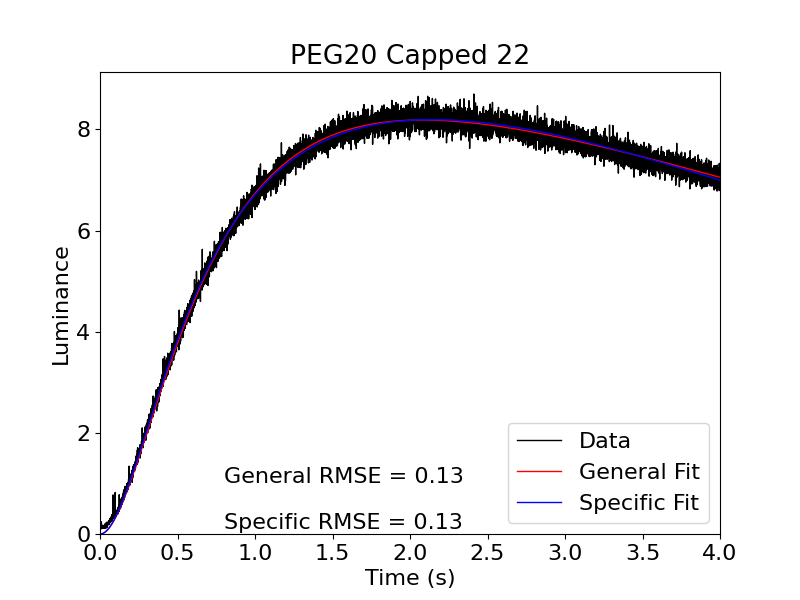 PEG20 Capped 22
Luminance
8
6
4
2
0
General RMSE = 0.13
Specific RMSE = 0.13
Data
General Fit
Specific Fit
0.0 0.5 1.0 1.5 2.0 2.5 3.0 3.5 4.0
Time (s)